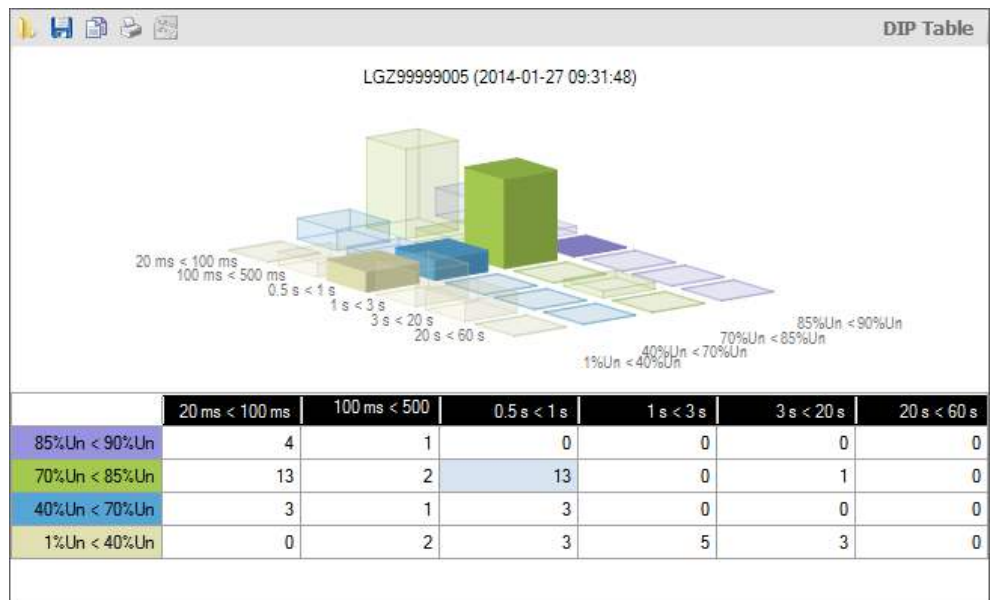 DIP Table
LGZ99999005 (2014-01-27 09:31:48)
20 ms < 100 ms
100 ms < 500 ms
0.5 s < 1 s
1 s < 3 s
3 s < 20 s
20 s < 60 s
85%Un < 90%Un
70%Un < 85%Un
40%Un < 70%Un
1%Un < 40%Un
20 ms < 100 ms 100 ms < 500 0.5 s < 1 s 1 s < 3 s 3 s < 20 s 20 s < 60 s
85%Un < 90%Un 4 1 0 0 0 0
70%Un < 85%Un 13 2 13 0 1 0
40%Un < 70%Un 3 1 3 0 0 0
1%Un < 40%Un 0 2 3 5 3 0